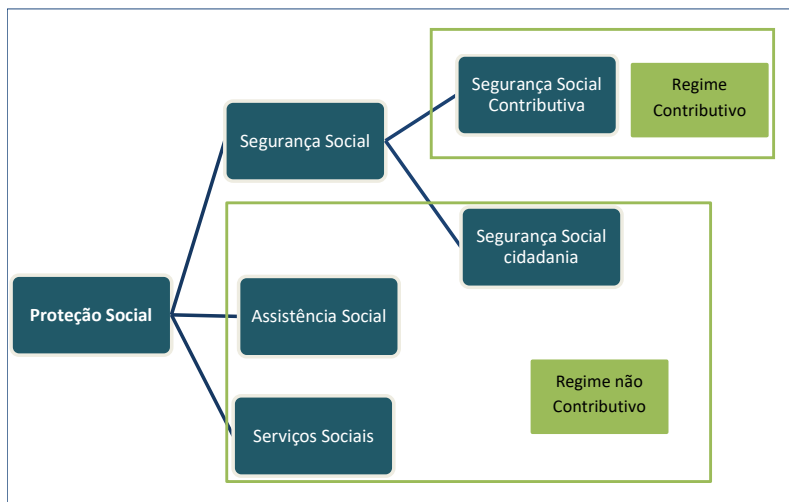 Segurança Social
Contributiva
Regime
Contributivo
Segurança Social
Segurança Social
cidadania
Proteção Social
Assistência Social
Regime não
Contributivo
Serviços Sociais